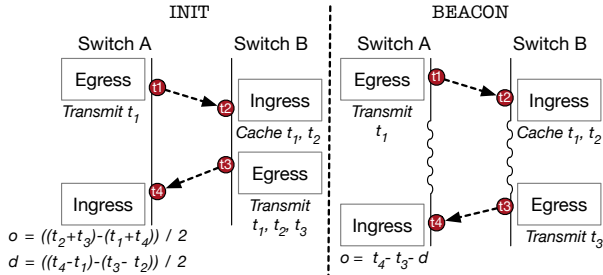 INIT
Switch A
Switch B
Egress
t1
Transmit t1
t2
Ingress
Cache t1, t2
t3
Egress
Transmit
t1, t2, t3
t4
Ingress
o = ((t2+t3)-(t1+t4)) / 2
d = ((t4-t1)-(t3- t2)) / 2
BEACON
Switch A
Switch B
Egress
t1
Transmit
t1
t2
Ingress
Cache t1, t2
t3
Egress
Transmit t3
t4
Ingress
o = t4- t3- d